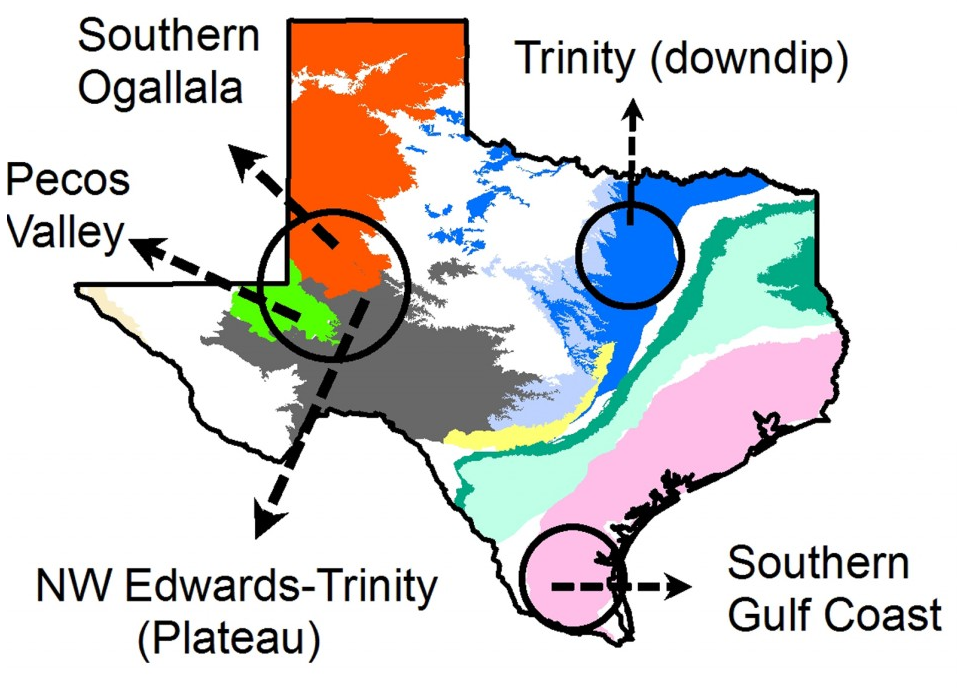 Southern
Ogallala
Trinity (downdip)
Pecos
Valley
NW Edwards-Trinity
(Plateau)
Southern
Gulf Coast